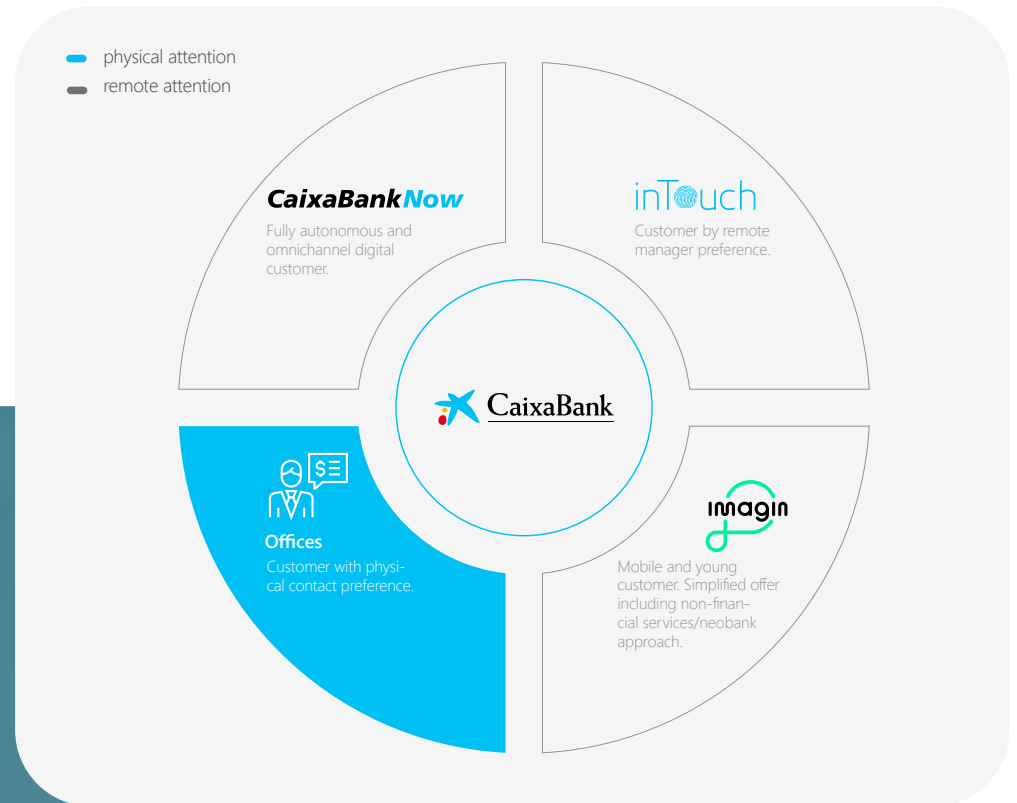 physical attention
remote attention
CaixaBankNow
Fully autonomous and
omnichannel digital
customer.
inTouch
Customer by remote
manager preference.
CaixaBank
$
Offices
Customer with physi-
cal contact preference.
imagin
Mobile and young
customer. Simplified offer
including non-finan-
cial services/neobank
approach.